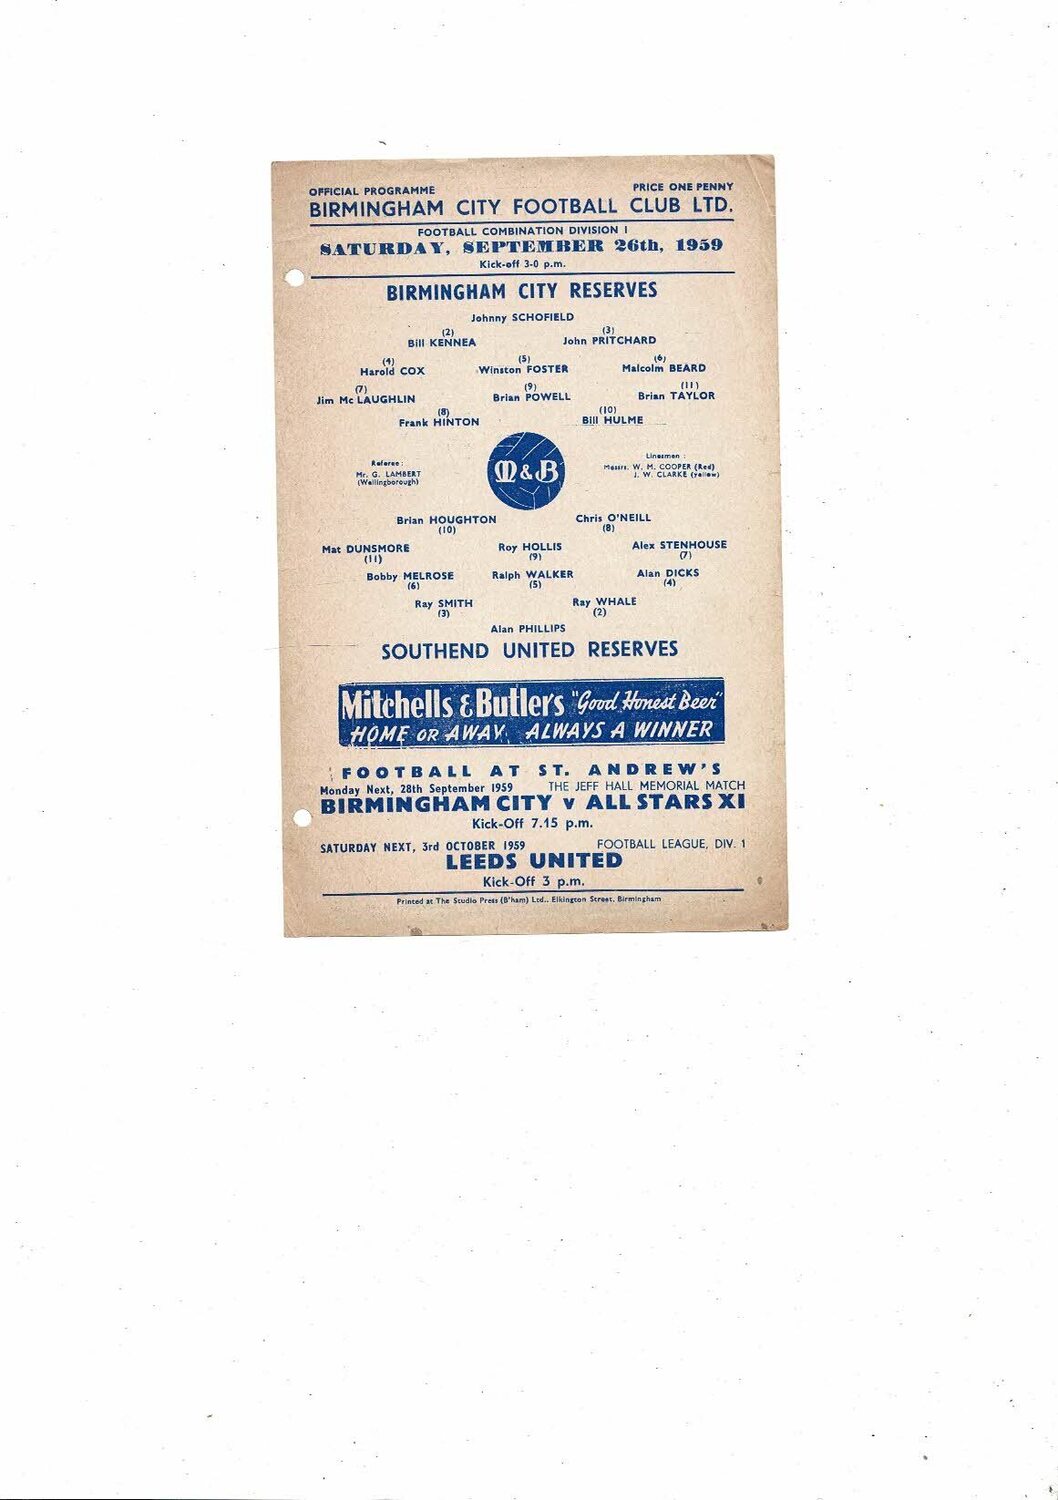 OFFICIAL PROGRAMME PRICE ONE PENNY
BIRMINGHAM CITY FOOTBALL CLUB LTD.
FOOTBALL COMBINATION DIVISION I
SATURDAY, SEPTEMBER 26th, 1959
Kick-off 3-0 p.m.
BIRMINGHAM CITY RESERVES
Johnny SCHOFIELD
(2) (3)
Bill KENNEA John PRITCHARD
(4) (5) (6)
Harold COX Winston FOSTER Malcolm BEARD
(7) (9) (11)
Jim Mc LAUGHLIN Brian POWELL Brian TAYLOR
(8) (10)
Frank HINTON Bill HULME
Referee : Linesmen :
Mr. G. LAMBERT Messrs. W. M. COOPER (Red)
(Wellingborough) J. W. CLARKE (Yellow)
M&B
Brian HOUGHTON Chris O'NEILL
(10) (8)
Mat DUNSMORE Roy HOLLIS Alex STENHOUSE
(11) (9) (7)
Bobby MELROSE Ralph WALKER Alan DICKS
(6) (5) (4)
Ray SMITH Ray WHALE
(3) (2)
Alan PHILLIPS
SOUTHEND UNITED RESERVES
Mitchells & Butlers "Good Honest Beer"
HOME OR AWAY, ALWAYS A WINNER
FOOTBALL AT ST. ANDREW'S
Monday Next, 28th September 1959 THE JEFF HALL MEMORIAL MATCH
BIRMINGHAM CITY v ALL STARS XI
Kick-Off 7.15 p.m.
SATURDAY NEXT, 3rd OCTOBER 1959 FOOTBALL LEAGUE, DIV. 1
LEEDS UNITED
Kick-Off 3 p.m.
Printed at The Studio Press (B'ham) Ltd., Elkington Street, Birmingham